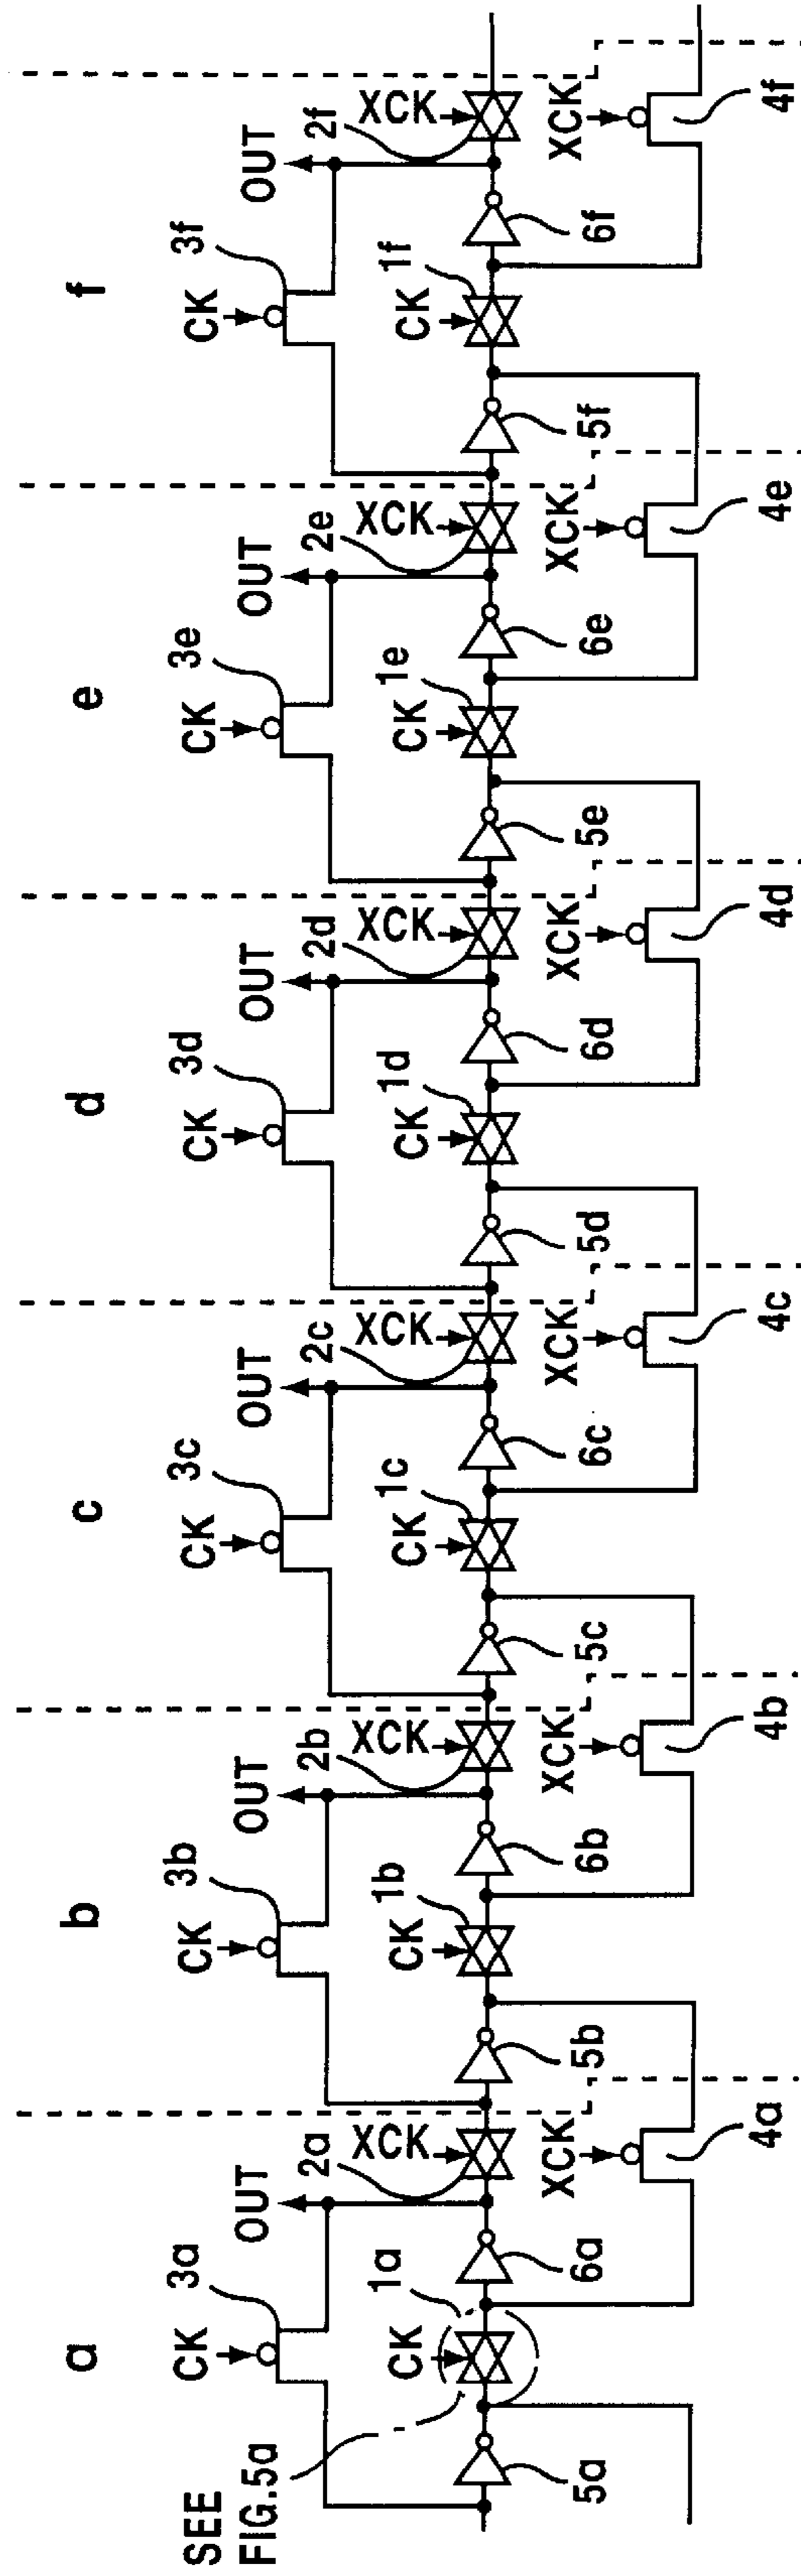 a
b
c
d
e
f
CK
3a
OUT
CK
3b
OUT
CK
3c
OUT
CK
3d
OUT
CK
3e
OUT
CK
3f
OUT
SEE
FIG.5a
CK
1a
2a
XCK
CK
1b
2b
XCK
CK
1c
2c
XCK
CK
1d
2d
XCK
CK
1e
2e
XCK
CK
1f
2f
XCK
5a
6a
XCK
4a
5b
6b
XCK
4b
5c
6c
XCK
4c
5d
6d
XCK
4d
5e
6e
XCK
4e
5f
6f
XCK
4f